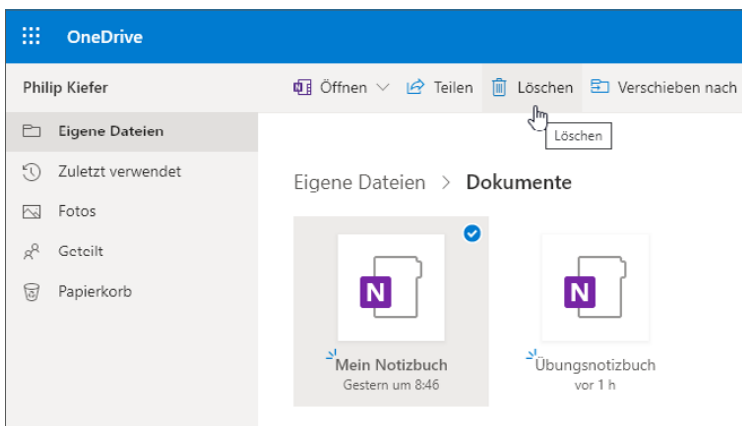 OneDrive
Philip Kiefer
Öffnen Teilen Löschen Verschieben nach
Löschen
Eigene Dateien
Zuletzt verwendet
Fotos
Geteilt
Papierkorb
Eigene Dateien > Dokumente
N N
Mein Notizbuch
Gestern um 8:46
Übungsnotizbuch
vor 1 h